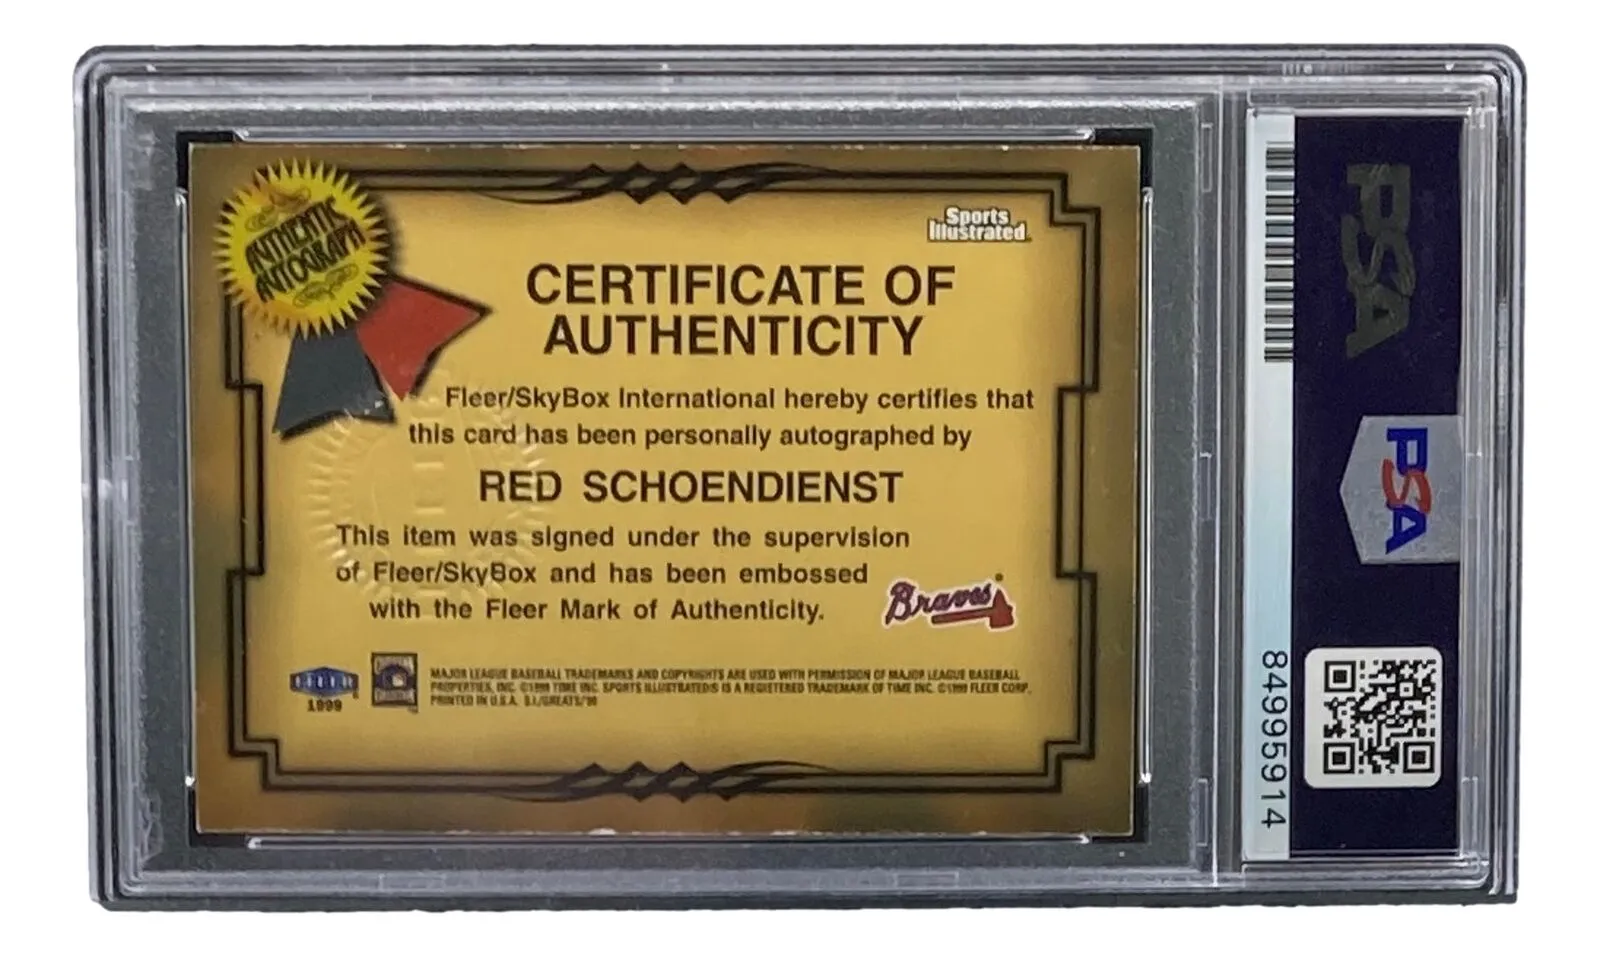 AUTHENTIC
AUTOGRAPH
Sports
Illustrated
CERTIFICATE OF
AUTHENTICITY
Fleer/SkyBox International hereby certifies that
this card has been personally autographed by
RED SCHOENDIENST
This item was signed under the supervision
of Fleer/SkyBox and has been embossed
with the Fleer Mark of Authenticity.
Braves
FLEER
1999
MAJOR LEAGUE BASEBALL TRADEMARKS AND COPYRIGHTS ARE USED WITH PERMISSION OF MAJOR LEAGUE BASEBALL
PROPERTIES, INC. ©1999 TIME INC. SPORTS ILLUSTRATED® IS A REGISTERED TRADEMARK OF TIME INC. ©1999 FLEER CORP.
PRINTED IN U.S.A. S.I./GREATS/'99
PSA
PSA
84995914